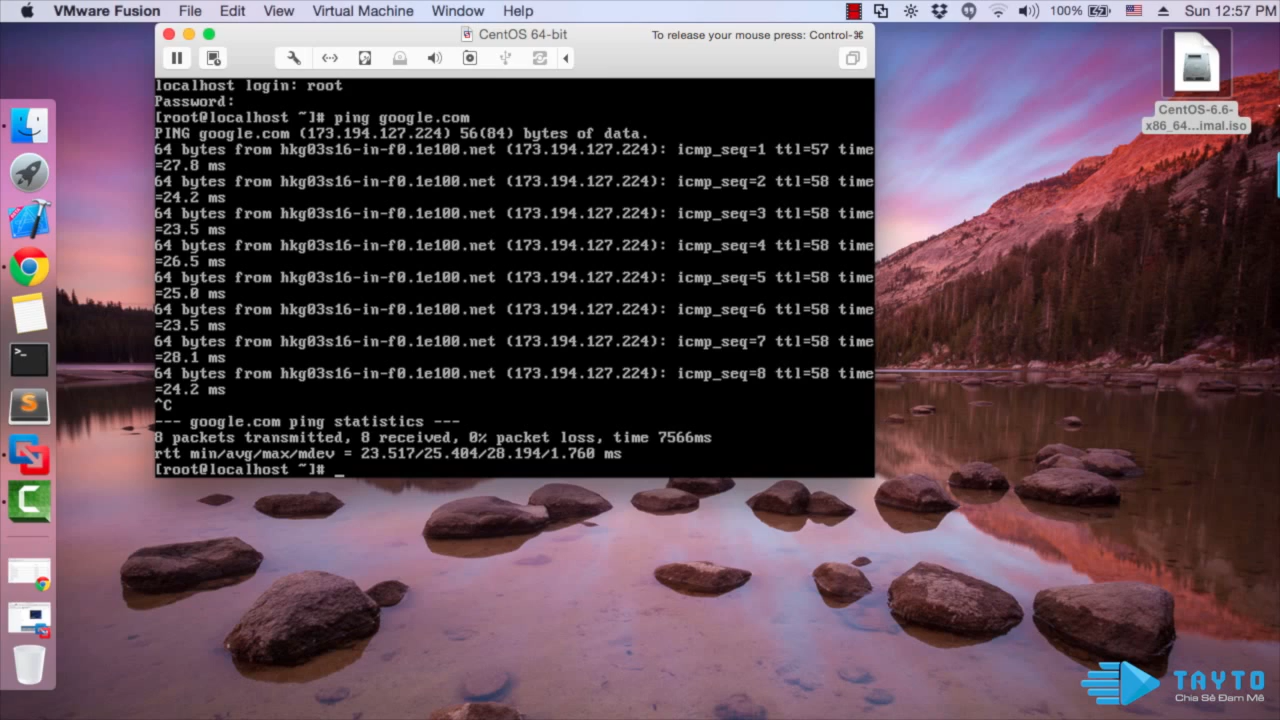 VMware Fusion File Edit View Virtual Machine Window Help 100% Sun 12:57 PM
CentOS 64-bit To release your mouse press: Control-⌘
localhost login: root
Password:
[root@localhost ~]# ping google.com
PING google.com (173.194.127.224) 56(84) bytes of data.
64 bytes from hkg03s16-in-f0.1e100.net (173.194.127.224): icmp_seq=1 ttl=57 time
=27.8 ms
64 bytes from hkg03s16-in-f0.1e100.net (173.194.127.224): icmp_seq=2 ttl=58 time
=24.2 ms
64 bytes from hkg03s16-in-f0.1e100.net (173.194.127.224): icmp_seq=3 ttl=58 time
=23.5 ms
64 bytes from hkg03s16-in-f0.1e100.net (173.194.127.224): icmp_seq=4 ttl=58 time
=26.5 ms
64 bytes from hkg03s16-in-f0.1e100.net (173.194.127.224): icmp_seq=5 ttl=58 time
=25.0 ms
64 bytes from hkg03s16-in-f0.1e100.net (173.194.127.224): icmp_seq=6 ttl=58 time
=23.5 ms
64 bytes from hkg03s16-in-f0.1e100.net (173.194.127.224): icmp_seq=7 ttl=58 time
=28.1 ms
64 bytes from hkg03s16-in-f0.1e100.net (173.194.127.224): icmp_seq=8 ttl=58 time
=24.2 ms
^C
--- google.com ping statistics ---
8 packets transmitted, 8 received, 0% packet loss, time 7566ms
rtt min/avg/max/mdev = 23.517/25.404/28.194/1.760 ms
[root@localhost ~]# _
CentOS-6.6-
x86_64...imal.iso
TAYTO
Chia Sẻ Đam Mê